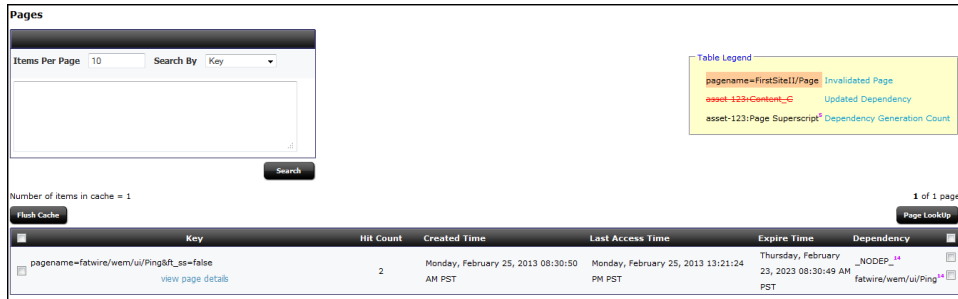 Pages
Items Per Page 10 Search By Key
Search
Table Legend
pagename=FirstSiteII/Page Invalidated Page
asset-123:Content_C Updated Dependency
asset-123:Page Superscript5 Dependency Generation Count
Number of items in cache = 1
1 of 1 page
Flush Cache
Page LookUp
Key Hit Count Created Time Last Access Time Expire Time Dependency
pagename=fatwire/wem/ui/Ping&ft_ss=false
view page details
2
Monday, February 25, 2013 08:30:50
AM PST
Monday, February 25, 2013 13:21:24
PM PST
Thursday, February
23, 2023 08:30:49 AM
PST
_NODEP_14
fatwire/wem/ui/Ping14